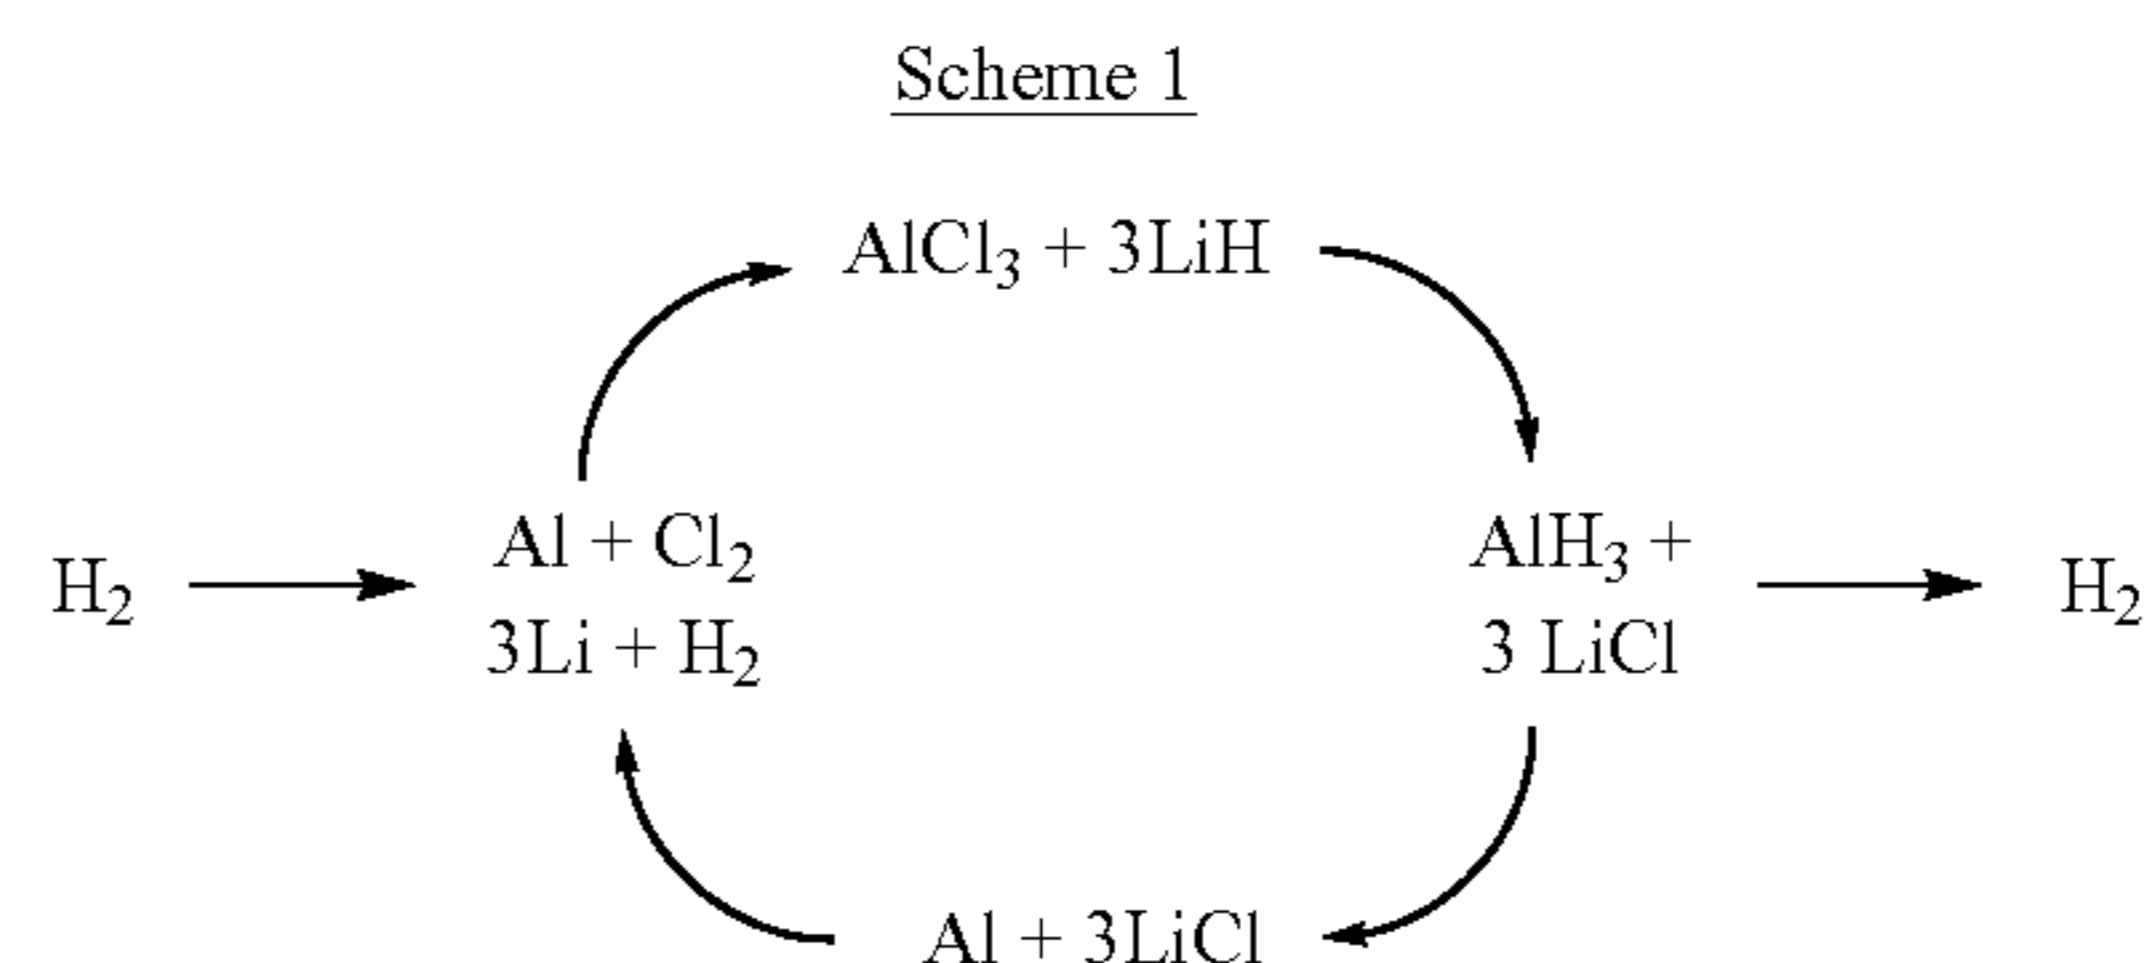 Scheme 1
AlCl₃ + 3LiH
H₂
Al + Cl₂
3Li + H₂
AlH₃ +
3 LiCl
H₂
Al + 3LiCl